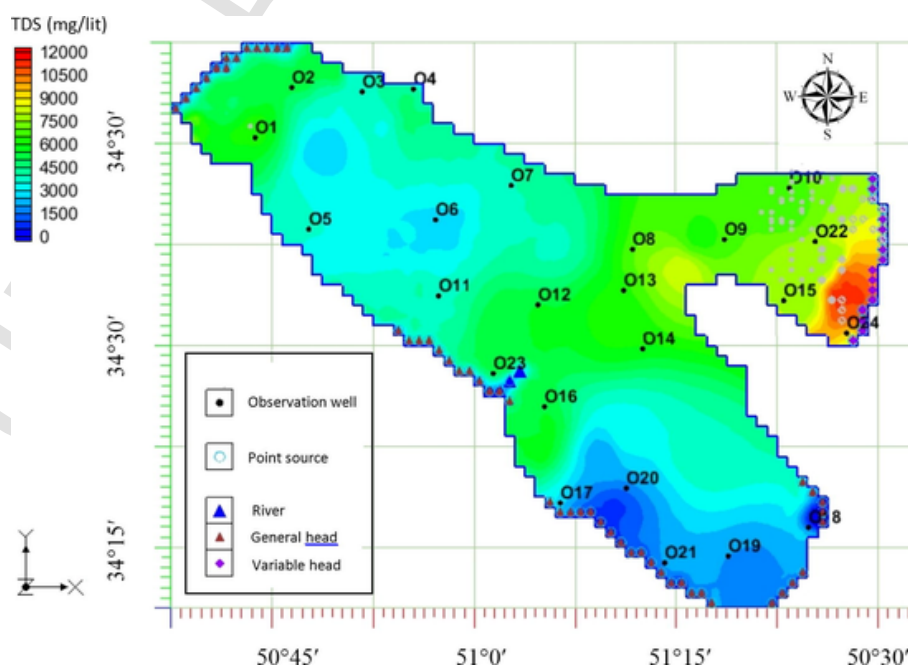 TDS (mg/lit)
12000
10500
9000
7500
6000
4500
3000
1500
0
N
W
E
S
O2
O3
O4
O1
O7
O10
O5
O6
O8
O9
O22
O11
O12
O13
O15
O24
O14
O23
O16
O17
O20
O18
O21
O19
34°30′
34°30′
34°15′
Observation well
Point source
River
General head
Variable head
Y
Z
X
50°45′
51°0′
51°15′
50°30′